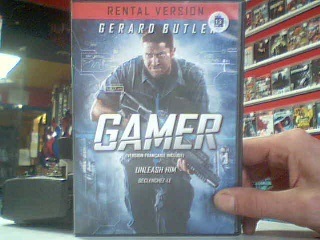 RENTAL VERSION
GERARD BUTLER
GAMER
(VERSION FRANÇAISE INCLUSE)
UNLEASH HIM
DÉCLENCHEZ-LE